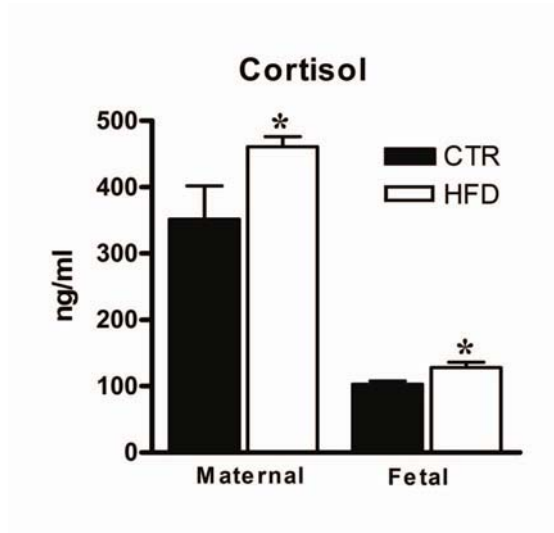 Cortisol
500
400
300
200
100
0
ng/ml
*
*
CTR
HFD
Maternal
Fetal